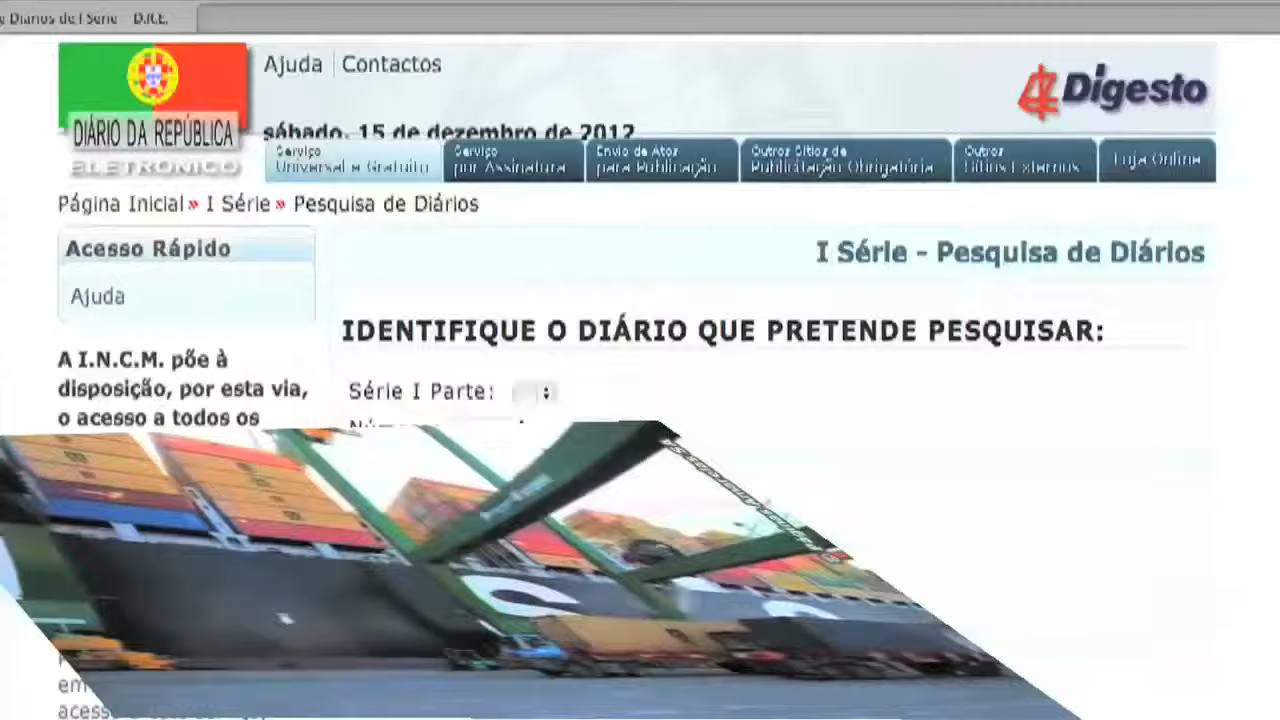 Diários de I Série D.R.E.
Ajuda Contactos
Digesto
DIÁRIO DA REPÚBLICA
ELETRÓNICO
sábado, 15 de dezembro de 2012
Serviço
Universal e Gratuito
Serviço
por Assinatura
Envio de Atos
para Publicação
Outros Sítios de
Publicitação Obrigatória
Outros
Sítios Externos
Loja Online
Página Inicial » I Série » Pesquisa de Diários
Acesso Rápido
Ajuda
I Série - Pesquisa de Diários
IDENTIFIQUE O DIÁRIO QUE PRETENDE PESQUISAR:
A I.N.C.M. põe à
disposição, por esta via,
o acesso a todos os
Série I Parte:
em